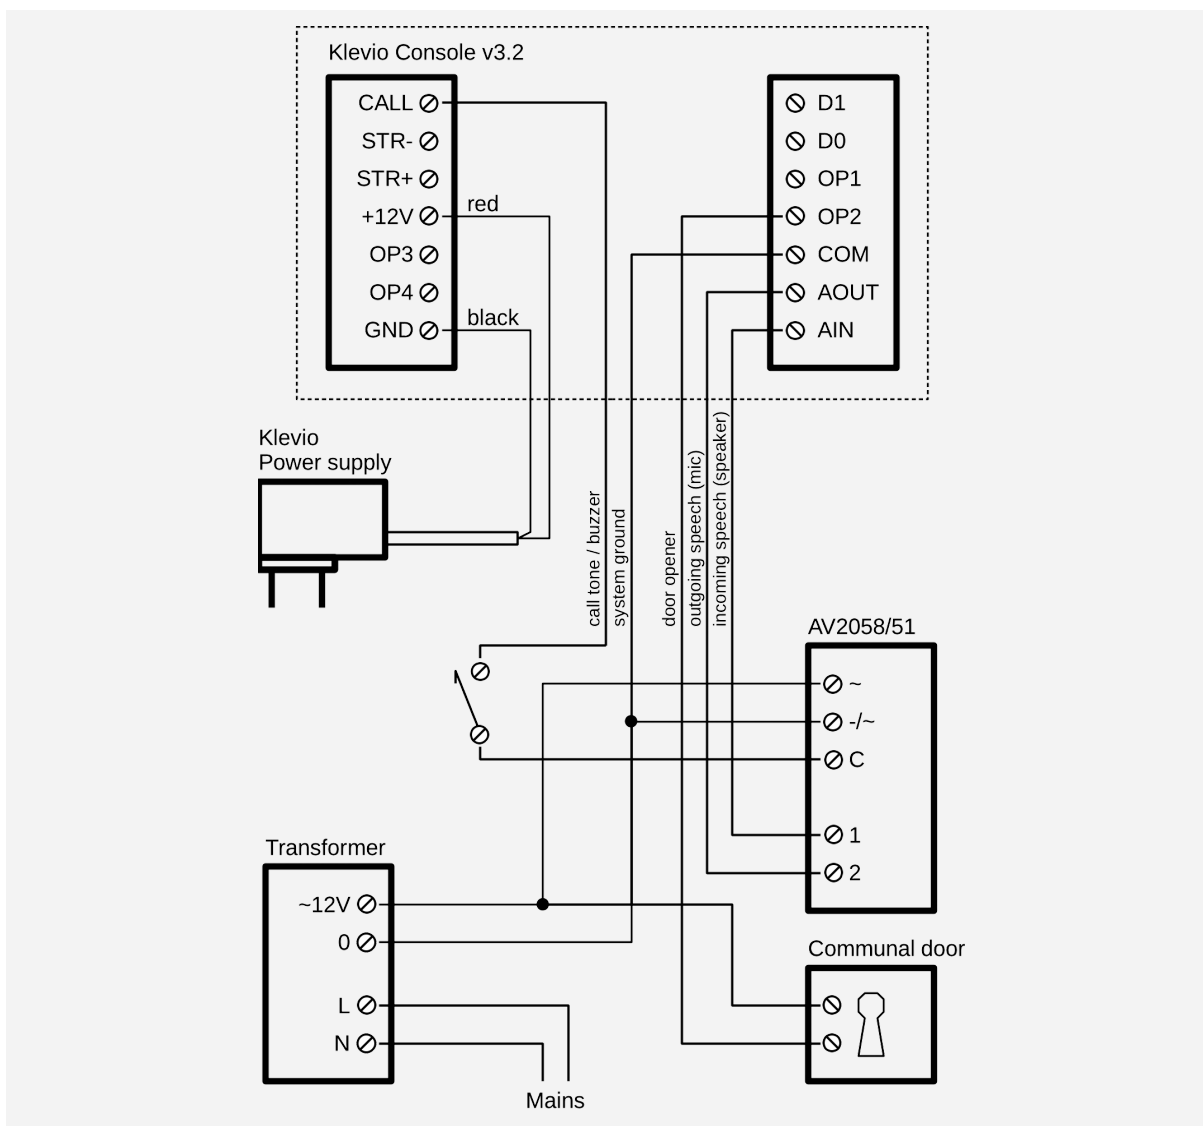 Klevio Console v3.2
CALL
STR-
STR+
+12V
OP3
OP4
GND
red
black
D1
D0
OP1
OP2
COM
AOUT
AIN
Klevio
Power supply
call tone / buzzer
system ground
door opener
outgoing speech (mic)
incoming speech (speaker)
AV2058/51
~
-/~
C
1
2
Transformer
~12V
0
L
N
Mains
Communal door